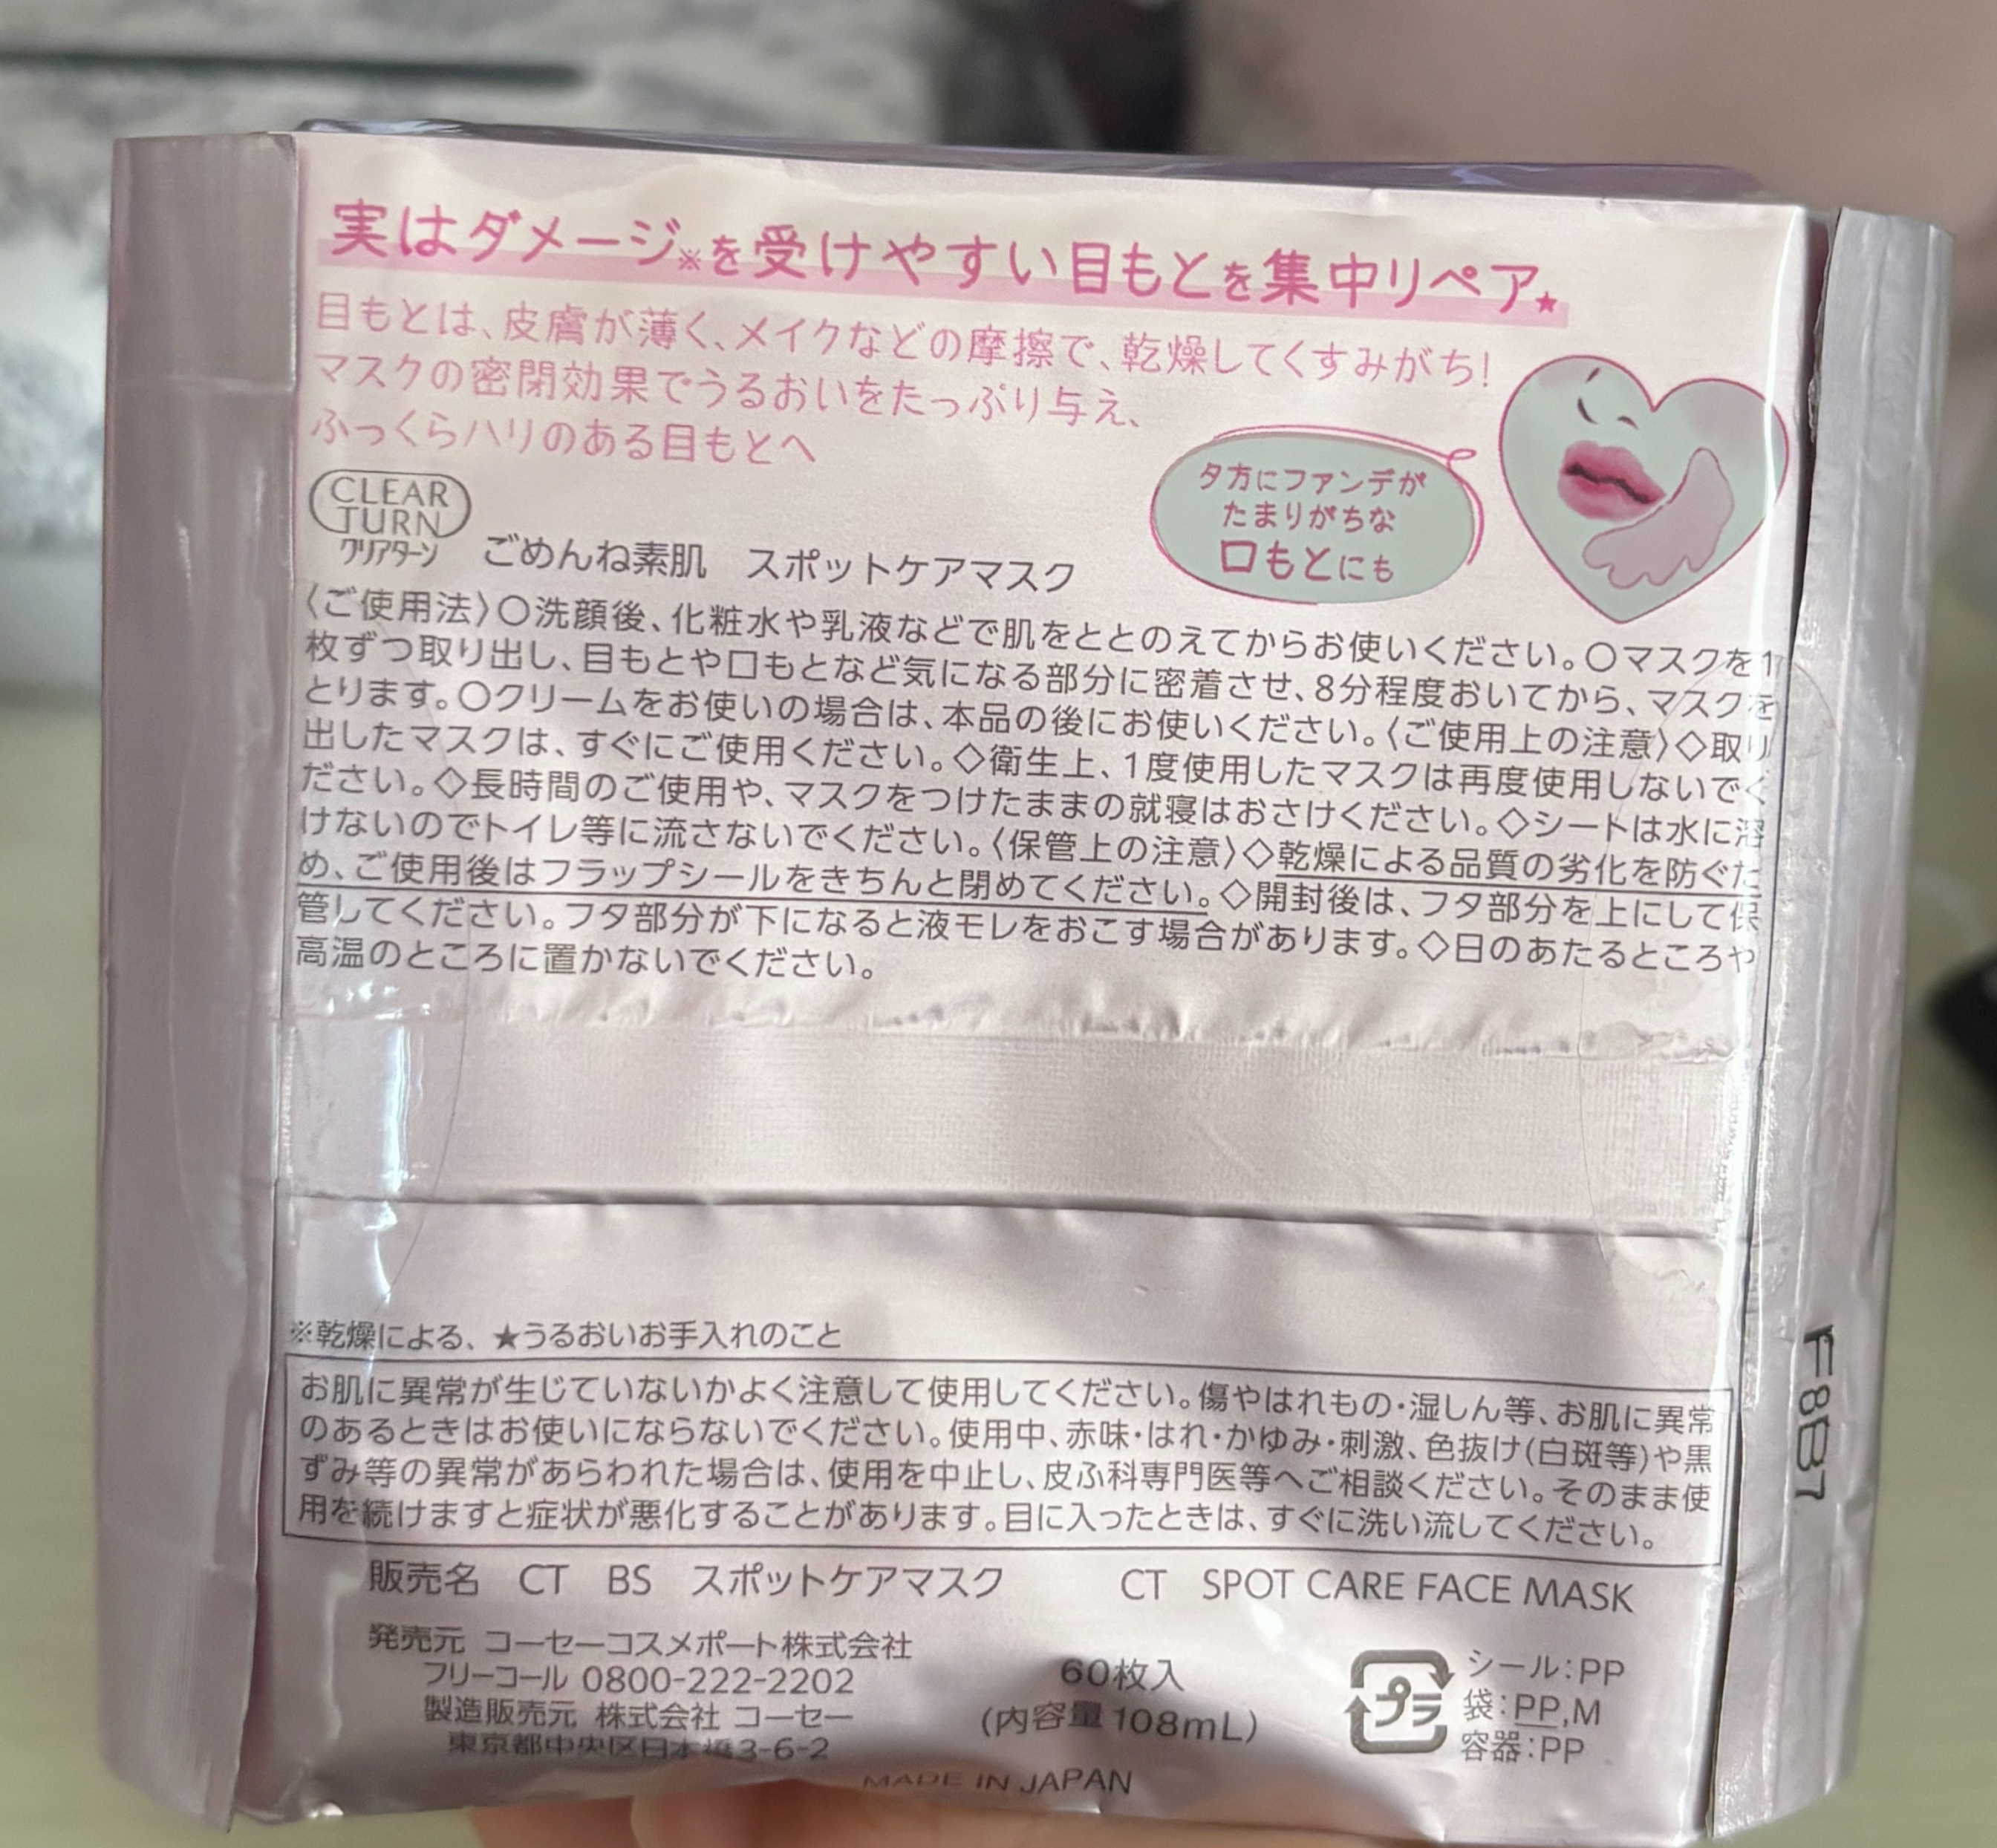 実はダメージ※を受けやすい目もとを集中リペア★
目もとは、皮膚が薄く、メイクなどの摩擦で、乾燥してくすみがち!
マスクの密閉効果でうるおいをたっぷり与え、
ふっくらハリのある目もとへ
夕方にファンデが
たまりがちな
口もとにも
CLEAR
TURN
クリアターン
ごめんね素肌 スポットケアマスク
〈ご使用法〉○洗顔後、化粧水や乳液などで肌をととのえてからお使いください。○マスクを1
枚ずつ取り出し、目もとや口もとなど気になる部分に密着させ、8分程度おいてから、マスクを
とります。○クリームをお使いの場合は、本品の後にお使いください。〈ご使用上の注意〉◇取り
出したマスクは、すぐにご使用ください。◇衛生上、1度使用したマスクは再度使用しないでく
ださい。◇長時間のご使用や、マスクをつけたままの就寝はおさけください。◇シートは水に溶
けないのでトイレ等に流さないでください。〈保管上の注意〉◇乾燥による品質の劣化を防ぐた
め、ご使用後はフラップシールをきちんと閉めてください。◇開封後は、フタ部分を上にして保
管してください。フタ部分が下になると液モレをおこす場合があります。◇日のあたるところや
高温のところに置かないでください。
※乾燥による、★うるおいお手入れのこと
お肌に異常が生じていないかよく注意して使用してください。傷やはれもの・湿しん等、お肌に異常
のあるときはお使いにならないでください。使用中、赤味・はれ・かゆみ・刺激、色抜け(白斑等)や黒
ずみ等の異常があらわれた場合は、使用を中止し、皮ふ科専門医等へご相談ください。そのまま使
用を続けますと症状が悪化することがあります。目に入ったときは、すぐに洗い流してください。
販売名 CT BS スポットケアマスク CT SPOT CARE FACE MASK
発売元 コーセーコスメポート株式会社
フリーコール 0800-222-2202
製造販売元 株式会社 コーセー
東京都中央区日本橋3-6-2
60枚入
(内容量108mL)
プラ
シール:PP
袋:PP,M
容器:PP
MADE IN JAPAN
F8B7